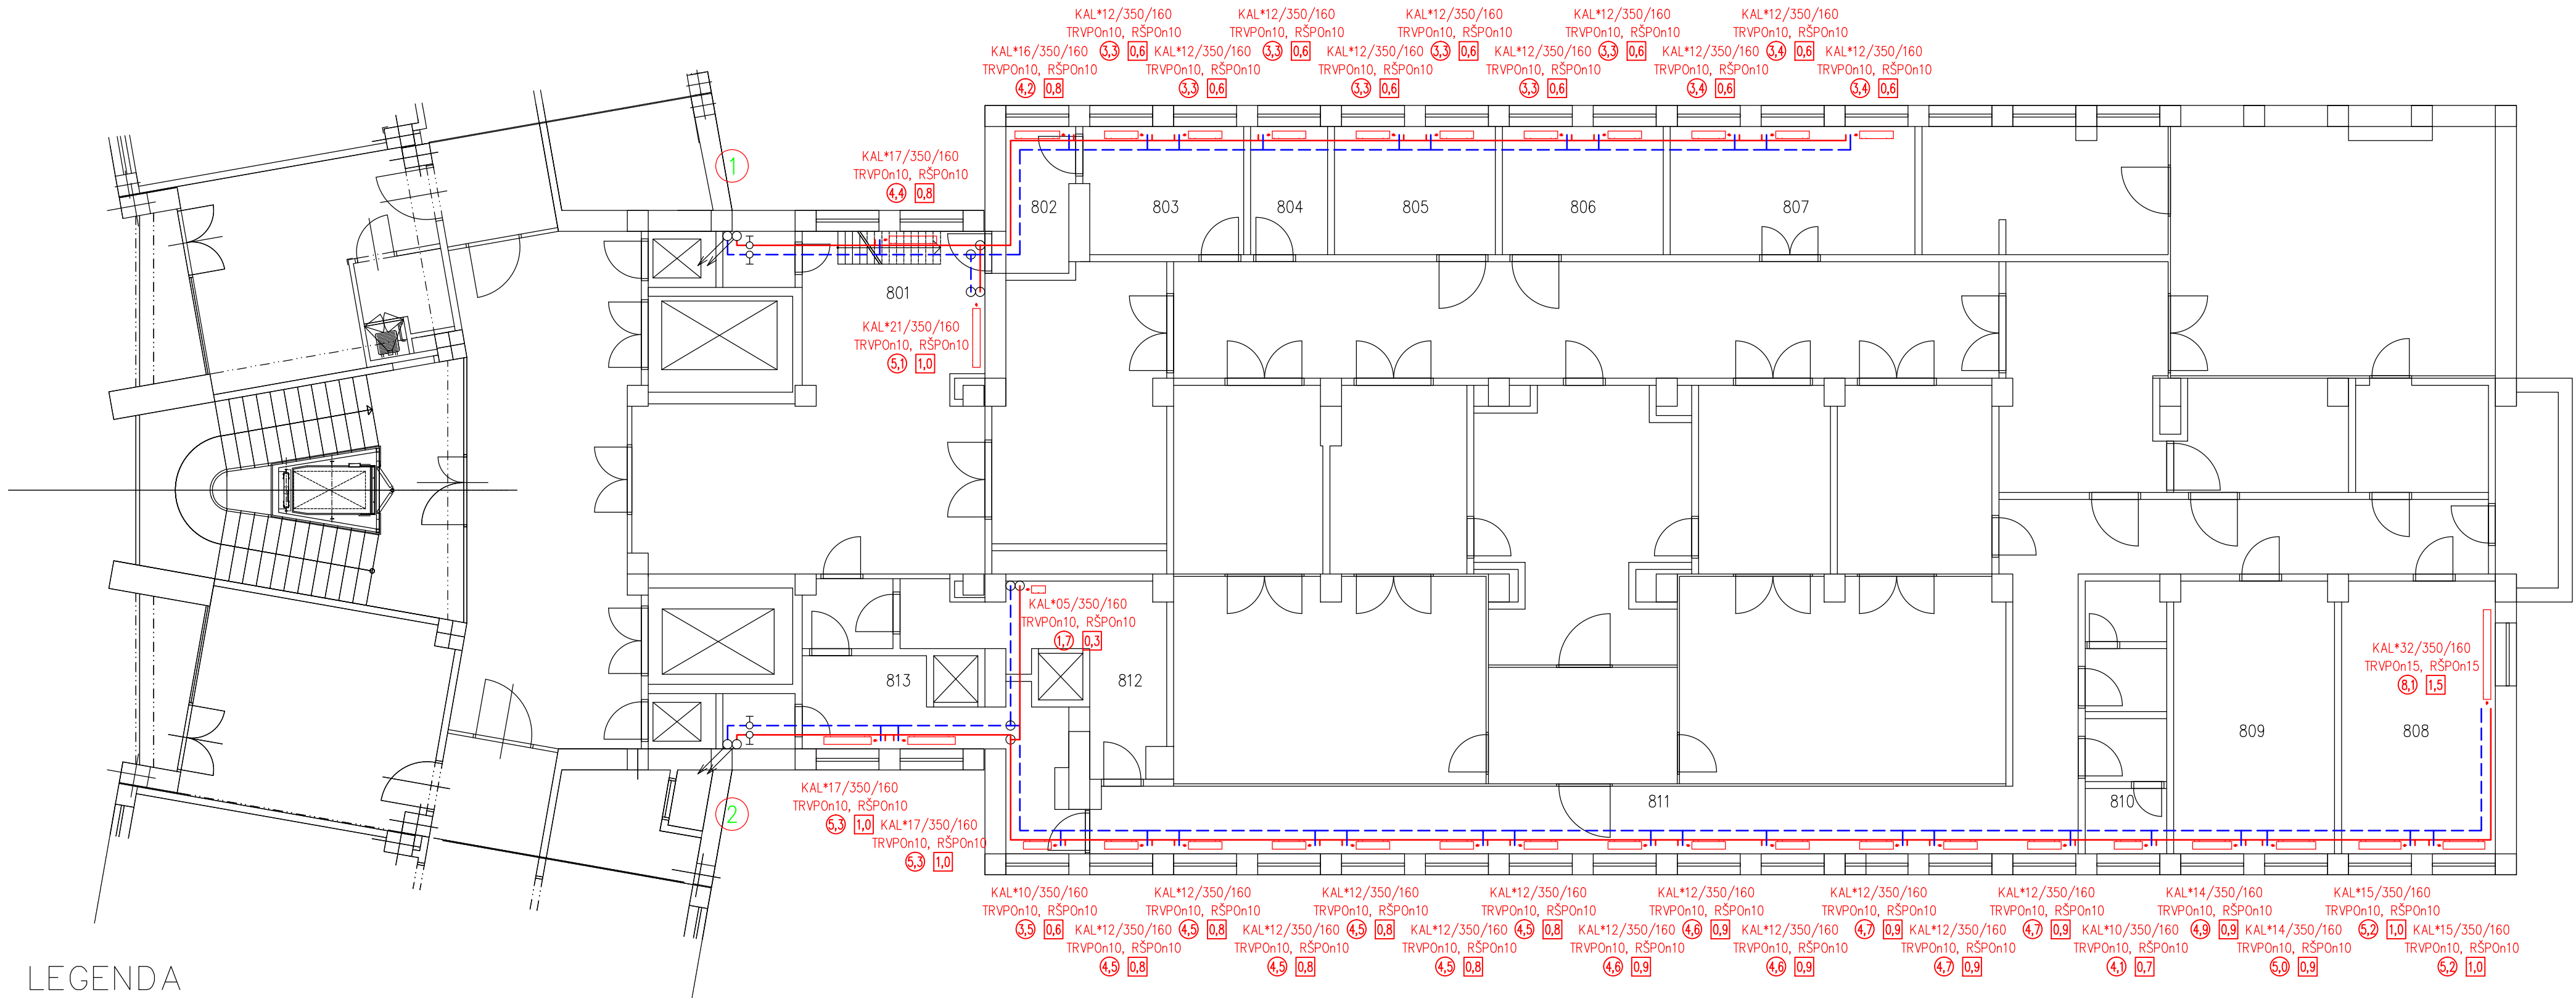 KAL*12/350/160
TRVPOn10, RŠPOn10
3,3 0,6
KAL*12/350/160
TRVPOn10, RŠPOn10
3,3 0,6
KAL*12/350/160
TRVPOn10, RŠPOn10
3,3 0,6
KAL*12/350/160
TRVPOn10, RŠPOn10
3,3 0,6
KAL*12/350/160
TRVPOn10, RŠPOn10
3,4 0,6
KAL*16/350/160
TRVPOn10, RŠPOn10
4,2 0,8
KAL*12/350/160
TRVPOn10, RŠPOn10
3,3 0,6
KAL*12/350/160
TRVPOn10, RŠPOn10
3,3 0,6
KAL*12/350/160
TRVPOn10, RŠPOn10
3,3 0,6
KAL*12/350/160
TRVPOn10, RŠPOn10
3,4 0,6
KAL*12/350/160
TRVPOn10, RŠPOn10
3,4 0,6
1
KAL*17/350/160
TRVPOn10, RŠPOn10
4,4 0,8
802
803
804
805
806
807
801
KAL*21/350/160
TRVPOn10, RŠPOn10
5,1 1,0
KAL*05/350/160
TRVPOn10, RŠPOn10
1,7 0,3
KAL*32/350/160
TRVPOn15, RŠPOn15
8,1 1,5
813
812
809
808
811
810
2
KAL*17/350/160
TRVPOn10, RŠPOn10
5,3 1,0
KAL*17/350/160
TRVPOn10, RŠPOn10
5,3 1,0
KAL*10/350/160
TRVPOn10, RŠPOn10
3,5 0,6
KAL*12/350/160
TRVPOn10, RŠPOn10
4,5 0,8
KAL*12/350/160
TRVPOn10, RŠPOn10
4,5 0,8
KAL*12/350/160
TRVPOn10, RŠPOn10
4,5 0,8
KAL*12/350/160
TRVPOn10, RŠPOn10
4,6 0,9
KAL*12/350/160
TRVPOn10, RŠPOn10
4,7 0,9
KAL*12/350/160
TRVPOn10, RŠPOn10
4,7 0,9
KAL*14/350/160
TRVPOn10, RŠPOn10
4,9 0,9
KAL*15/350/160
TRVPOn10, RŠPOn10
5,2 1,0
KAL*12/350/160
TRVPOn10, RŠPOn10
4,5 0,8
KAL*12/350/160
TRVPOn10, RŠPOn10
4,5 0,8
KAL*12/350/160
TRVPOn10, RŠPOn10
4,5 0,8
KAL*12/350/160
TRVPOn10, RŠPOn10
4,6 0,9
KAL*12/350/160
TRVPOn10, RŠPOn10
4,6 0,9
KAL*12/350/160
TRVPOn10, RŠPOn10
4,7 0,9
KAL*10/350/160
TRVPOn10, RŠPOn10
4,1 0,7
KAL*14/350/160
TRVPOn10, RŠPOn10
5,0 0,9
KAL*15/350/160
TRVPOn10, RŠPOn10
5,2 1,0
LEGENDA